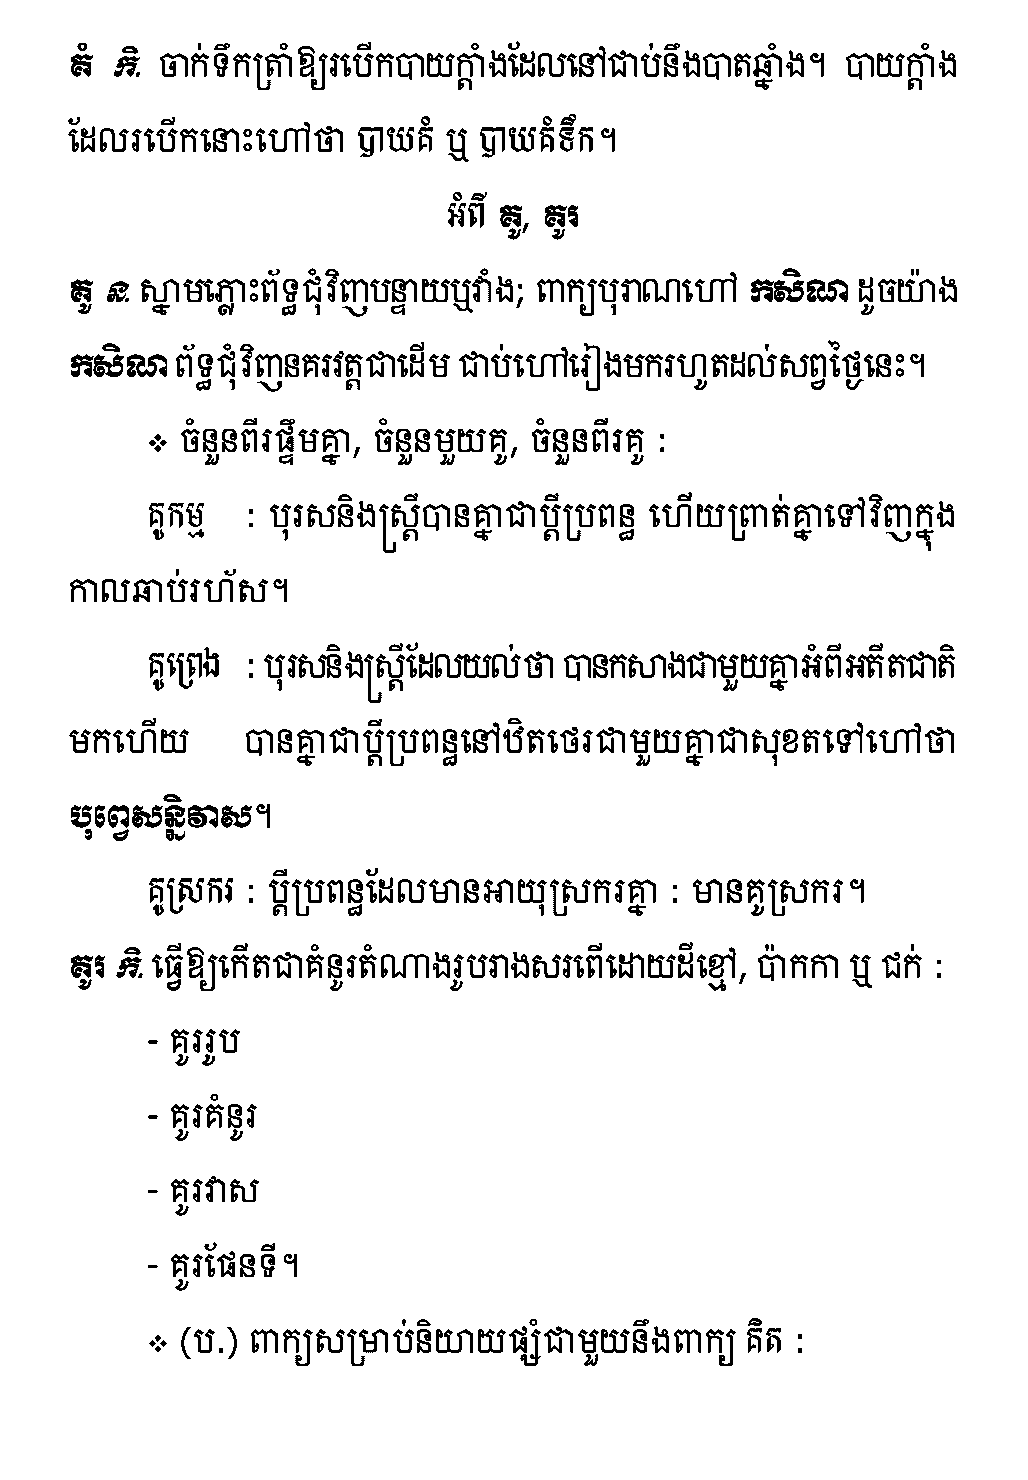 គំ កិ. ចាក់ទឹកត្រាំឱ្យរបើកបាយក្ដាំងដែលនៅជាប់នឹងបាតឆ្នាំង។ បាយក្ដាំង
ដែលរបើកនោះហៅថា បាយគំ ឬ បាយគំទឹក។
អំពី គូ, គូរ
គូ ន. ស្នាមភ្លោះព័ទ្ធជុំវិញបន្ទាយឬវាំង; ពាក្យបុរាណហៅ កសិណ ដូចយ៉ាង
កសិណ ព័ទ្ធជុំវិញនគរវត្តជាដើម ជាប់ហៅរៀងមករហូតដល់សព្វថ្ងៃនេះ។
❖ ចំនួនពីរផ្ទឹមគ្នា, ចំនួនមួយគូ, ចំនួនពីរគូ :
គូកម្ម : បុរសនិងស្ត្រីបានគ្នាជាប្ដីប្រពន្ធ ហើយព្រាត់គ្នាទៅវិញក្នុង
កាលឆាប់រហ័ស។
គូព្រេង : បុរសនិងស្ត្រីដែលយល់ថា បានកសាងជាមួយគ្នាអំពីអតីតជាតិ
មកហើយ បានគ្នាជាប្ដីប្រពន្ធនៅឋិតថេរជាមួយគ្នាជាសុខតទៅហៅថា
បុព្វេសន្និវាស។
គូស្រករ : ប្ដីប្រពន្ធដែលមានអាយុស្រករគ្នា : មានគូស្រករ។
គូរ កិ. ធ្វើឱ្យកើតជាគំនូរតំណាងរូបរាងសរពើដោយដីខ្មៅ, ប៉ាកកា ឬ ជក់ :
- គូររូប
- គូរគំនូរ
- គូរវាស
- គូរផែនទី។
❖ (ប.) ពាក្យសម្រាប់និយាយផ្សំជាមួយនឹងពាក្យ គិត :